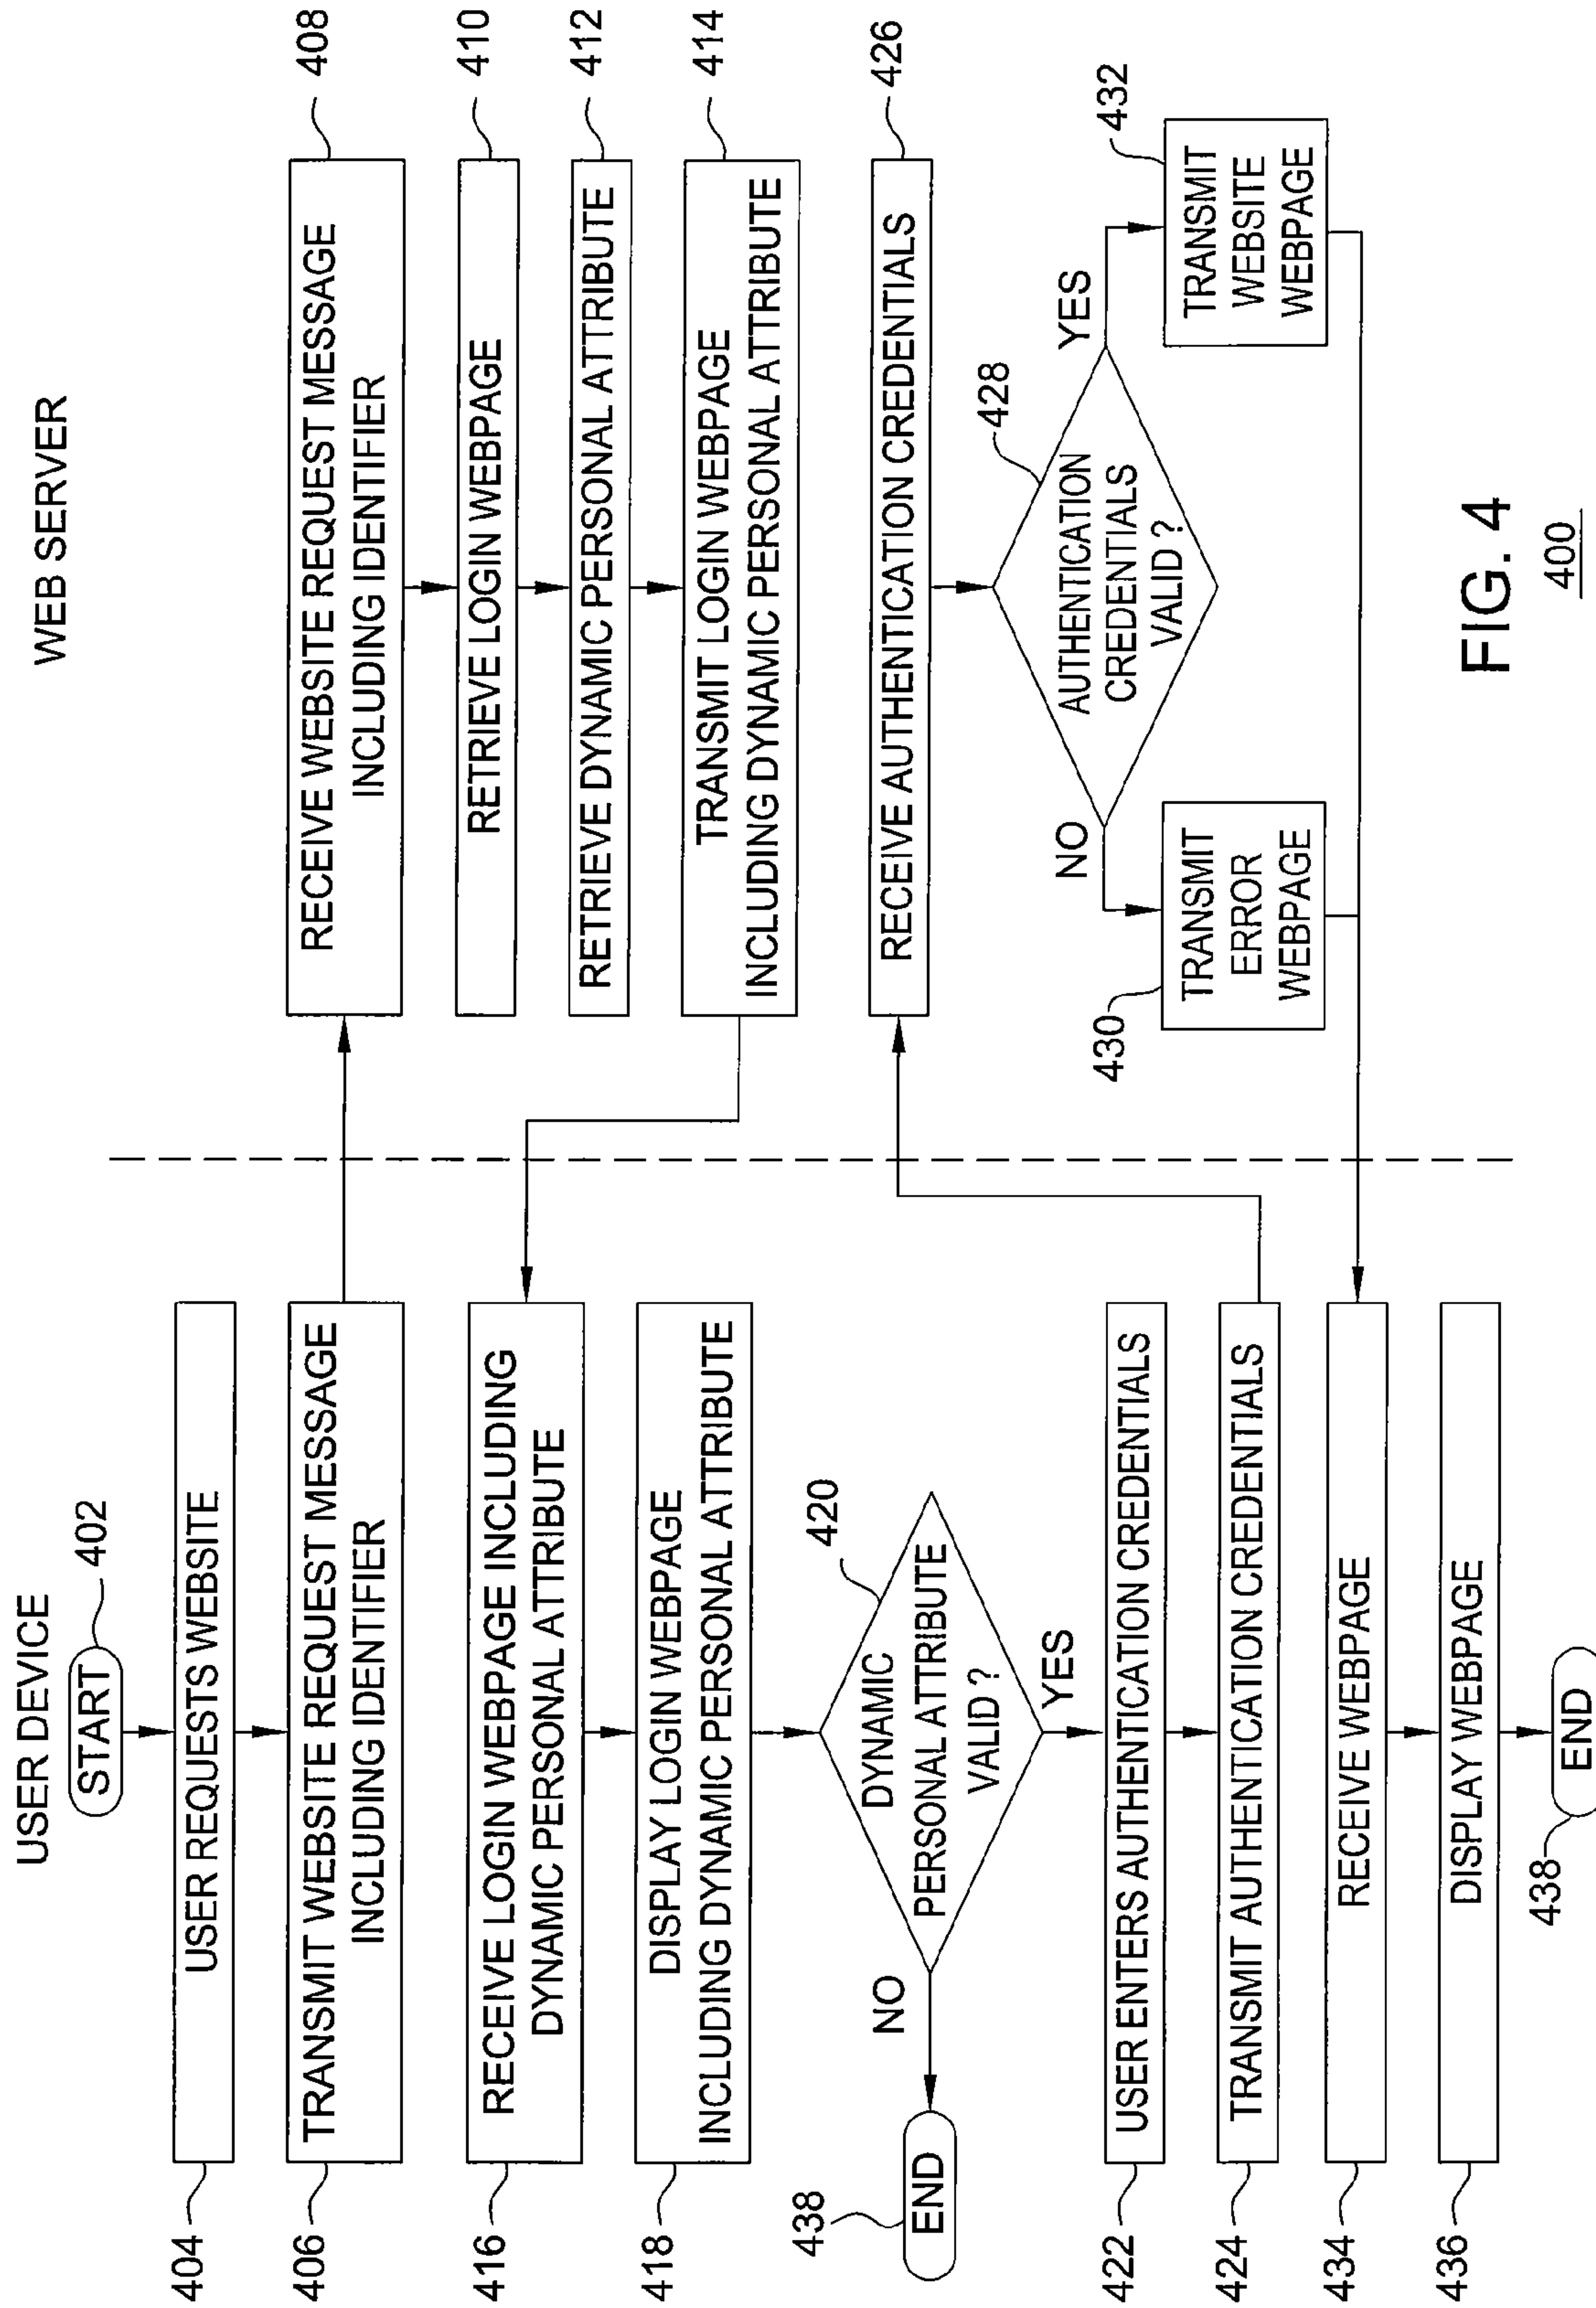 USER DEVICE
WEB SERVER
START
402
404
USER REQUESTS WEBSITE
406
TRANSMIT WEBSITE REQUEST MESSAGE
INCLUDING IDENTIFIER
RECEIVE WEBSITE REQUEST MESSAGE
INCLUDING IDENTIFIER
408
RETRIEVE LOGIN WEBPAGE
410
RETRIEVE DYNAMIC PERSONAL ATTRIBUTE
412
TRANSMIT LOGIN WEBPAGE
INCLUDING DYNAMIC PERSONAL ATTRIBUTE
414
416
RECEIVE LOGIN WEBPAGE INCLUDING
DYNAMIC PERSONAL ATTRIBUTE
418
DISPLAY LOGIN WEBPAGE
INCLUDING DYNAMIC PERSONAL ATTRIBUTE
420
DYNAMIC
PERSONAL ATTRIBUTE
VALID ?
NO
438
END
YES
422
USER ENTERS AUTHENTICATION CREDENTIALS
424
TRANSMIT AUTHENTICATION CREDENTIALS
RECEIVE AUTHENTICATION CREDENTIALS
426
428
AUTHENTICATION
CREDENTIALS
VALID ?
NO
YES
430
TRANSMIT
ERROR
WEBPAGE
432
TRANSMIT
WEBSITE
WEBPAGE
434
RECEIVE WEBPAGE
436
DISPLAY WEBPAGE
438
END
FIG. 4
400